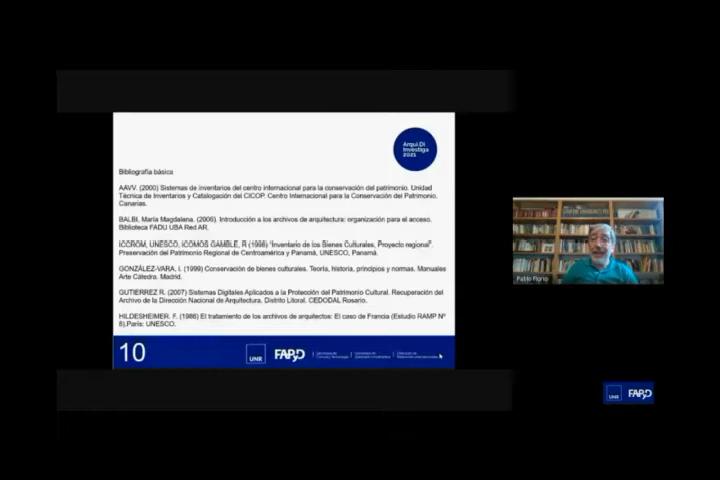 Arqui.Di
Investiga
2021
Bibliografía básica
AAVV. (2000) Sistemas de inventarios del centro internacional para la conservación del patrimonio. Unidad
Técnica de Inventarios y Catalogación del CICOP. Centro Internacional para la Conservación del Patrimonio.
Canarias.
BALBI, María Magdalena. (2006). Introducción a los archivos de arquitectura: organización para el acceso.
Biblioteca FADU UBA Red AR.
ICCROM, UNESCO, ICOMOS GAMBLE, R (1996) "Inventario de los Bienes Culturales, Proyecto regional".
Preservación del Patrimonio Regional de Centroamérica y Panamá, UNESCO, Panamá.
GONZÁLEZ-VARA, I. (1999) Conservación de bienes culturales. Teoría, historia, principios y normas. Manuales
Arte Cátedra. Madrid.
GUTIERREZ R. (2007) Sistemas Digitales Aplicados a la Protección del Patrimonio Cultural. Recuperación del
Archivo de la Dirección Nacional de Arquitectura. Distrito Litoral. CEDODAL Rosario.
HILDESHEIMER. F. (1986) El tratamiento de los archivos de arquitectos: El caso de Francia (Estudio RAMP Nº
8).París: UNESCO.
10
UNR
FAPyD
Pablo
UNR
FAPyD